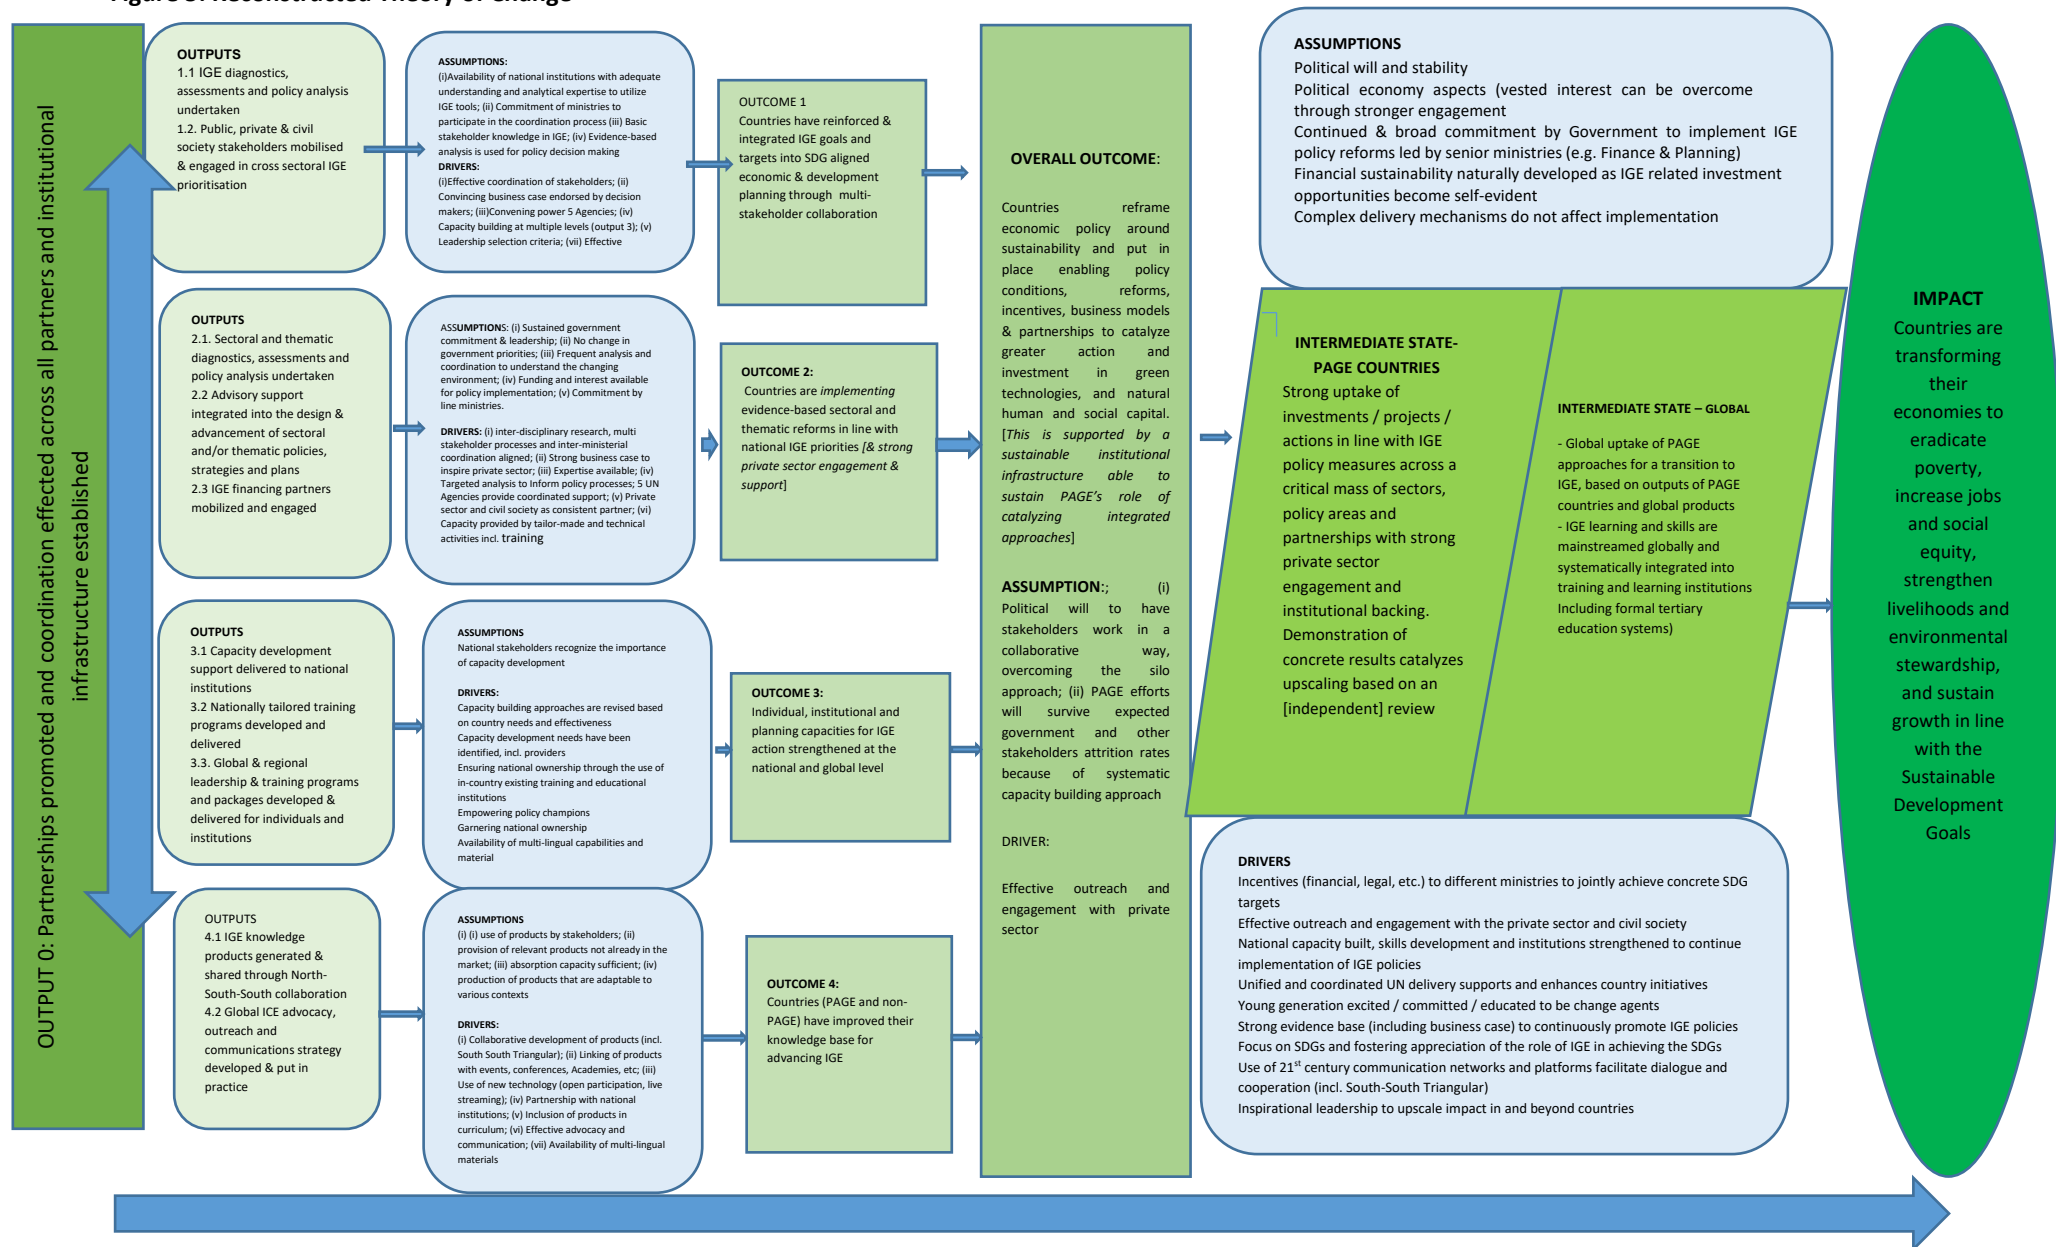 OUTPUT 0: Partnerships promoted and coordination effected across all partners and institutional
infrastructure established
OUTPUTS
1.1 IGE diagnostics,
assessments and policy analysis
undertaken
1.2. Public, private & civil
society stakeholders mobilised
& engaged in cross sectoral IGE
prioritisation
ASSUMPTIONS:
(i)Availability of national institutions with adequate
understanding and analytical expertise to utilize
IGE tools; (ii) Commitment of ministries to
participate in the coordination process (iii) Basic
stakeholder knowledge in IGE; (iv) Evidence-based
analysis is used for policy decision making
DRIVERS:
(i)Effective coordination of stakeholders; (ii)
Convincing business case endorsed by decision
makers; (iii)Convening power 5 Agencies; (iv)
Capacity building at multiple levels (output 3); (v)
Leadership selection criteria; (vii) Effective
OUTCOME 1
Countries have reinforced &
integrated IGE goals and
targets into SDG aligned
economic & development
planning through multi-
stakeholder collaboration
OUTPUTS
2.1. Sectoral and thematic
diagnostics, assessments and
policy analysis undertaken
2.2 Advisory support
integrated into the design &
advancement of sectoral
and/or thematic policies,
strategies and plans
2.3 IGE financing partners
mobilized and engaged
ASSUMPTIONS: (i) Sustained government
commitment & leadership; (ii) No change in
government priorities; (iii) Frequent analysis and
coordination to understand the changing
environment; (iv) Funding and interest available
for policy implementation; (v) Commitment by
line ministries.
DRIVERS: (i) inter-disciplinary research, multi
stakeholder processes and inter-ministerial
coordination aligned; (ii) Strong business case to
inspire private sector; (iii) Expertise available; (iv)
Targeted analysis to Inform policy processes; 5 UN
Agencies provide coordinated support; (v) Private
sector and civil society as consistent partner; (vi)
Capacity provided by tailor-made and technical
activities incl. training
OUTCOME 2:
Countries are implementing
evidence-based sectoral and
thematic reforms in line with
national IGE priorities [& strong
private sector engagement &
support]
OUTPUTS
3.1 Capacity development
support delivered to national
institutions
3.2 Nationally tailored training
programs developed and
delivered
3.3. Global & regional
leadership & training programs
and packages developed &
delivered for individuals and
institutions
ASSUMPTIONS
National stakeholders recognize the importance
of capacity development
DRIVERS:
Capacity building approaches are revised based
on country needs and effectiveness
Capacity development needs have been
identified, incl. providers
Ensuring national ownership through the use of
in-country existing training and educational
institutions
Empowering policy champions
Garnering national ownership
Availability of multi-lingual capabilities and
material
OUTCOME 3:
Individual, institutional and
planning capacities for IGE
action strengthened at the
national and global level
OUTPUTS
4.1 IGE knowledge
products generated &
shared through North-
South-South collaboration
4.2 Global ICE advocacy,
outreach and
communications strategy
developed & put in
practice
ASSUMPTIONS
(i) (i) use of products by stakeholders; (ii)
provision of relevant products not already in the
market; (iii) absorption capacity sufficient; (iv)
production of products that are adaptable to
various contexts
DRIVERS:
(i) Collaborative development of products (incl.
South South Triangular); (ii) Linking of products
with events, conferences, Academies, etc; (iii)
Use of new technology (open participation, live
streaming); (iv) Partnership with national
institutions; (v) Inclusion of products in
curriculum; (vi) Effective advocacy and
communication; (vii) Availability of multi-lingual
materials
OUTCOME 4:
Countries (PAGE and non-
PAGE) have improved their
knowledge base for
advancing IGE
OVERALL OUTCOME:
Countries reframe
economic policy around
sustainability and put in
place enabling policy
conditions, reforms,
incentives, business models
& partnerships to catalyze
greater action and
investment in green
technologies, and natural
human and social capital.
[This is supported by a
sustainable institutional
infrastructure able to
sustain PAGE's role of
catalyzing integrated
approaches]
ASSUMPTION:; (i)
Political will to have
stakeholders work in a
collaborative way,
overcoming the silo
approach; (ii) PAGE efforts
will survive expected
government and other
stakeholders attrition rates
because of systematic
capacity building approach
DRIVER:
Effective outreach and
engagement with private
sector
ASSUMPTIONS
Political will and stability
Political economy aspects (vested interest can be overcome
through stronger engagement
Continued & broad commitment by Government to implement IGE
policy reforms led by senior ministries (e.g. Finance & Planning)
Financial sustainability naturally developed as IGE related investment
opportunities become self-evident
Complex delivery mechanisms do not affect implementation
INTERMEDIATE STATE-
PAGE COUNTRIES
Strong uptake of
investments / projects /
actions in line with IGE
policy measures across a
critical mass of sectors,
policy areas and
partnerships with strong
private sector
engagement and
institutional backing.
Demonstration of
concrete results catalyzes
upscaling based on an
[independent] review
INTERMEDIATE STATE – GLOBAL
- Global uptake of PAGE
approaches for a transition to
IGE, based on outputs of PAGE
countries and global products
- IGE learning and skills are
mainstreamed globally and
systematically integrated into
training and learning institutions
Including formal tertiary
education systems)
DRIVERS
Incentives (financial, legal, etc.) to different ministries to jointly achieve concrete SDG
targets
Effective outreach and engagement with the private sector and civil society
National capacity built, skills development and institutions strengthened to continue
implementation of IGE policies
Unified and coordinated UN delivery supports and enhances country initiatives
Young generation excited / committed / educated to be change agents
Strong evidence base (including business case) to continuously promote IGE policies
Focus on SDGs and fostering appreciation of the role of IGE in achieving the SDGs
Use of 21st century communication networks and platforms facilitate dialogue and
cooperation (incl. South-South Triangular)
Inspirational leadership to upscale impact in and beyond countries
IMPACT
Countries are
transforming
their
economies to
eradicate
poverty,
increase jobs
and social
equity,
strengthen
livelihoods and
environmental
stewardship,
and sustain
growth in line
with the
Sustainable
Development
Goals